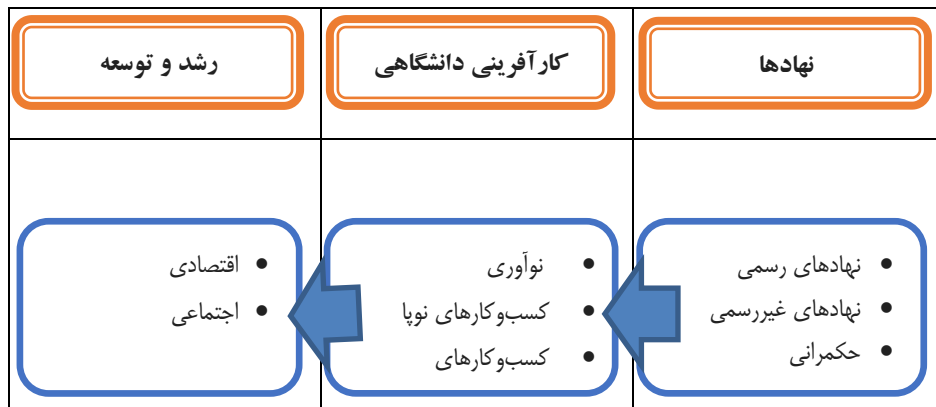 نهادها
کارآفرینی دانشگاهی
رشد و توسعه
• نهادهای رسمی
• نهادهای غیررسمی
• حکمرانی
• نوآوری
• کسب‌وکارهای نوپا
• کسب‌وکارهای
• اقتصادی
• اجتماعی